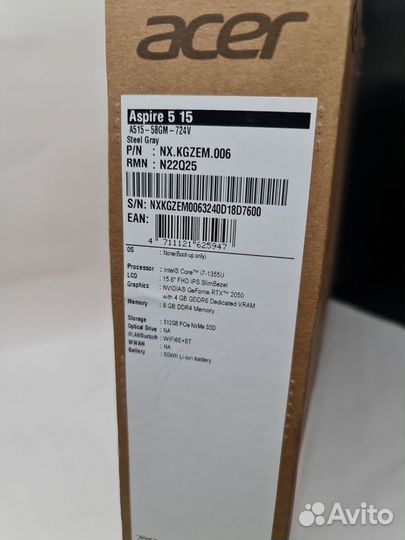 acer
Aspire 5 15
A515-58GM-724V
Steel Gray
P/N : NX.KGZEM.006
RMN : N22Q25
S/N: NXKGZEM0063240D18D7600
EAN:
4 711121 625947
OS : None(Boot up only)
Processor : Intel® Core™ i7-1355U
LCD : 15.6" FHD IPS SlimBezel
Graphics : NVIDIA® GeForce RTX™ 2050
with 4 GB GDDR6 Dedicated VRAM
Memory : 8 GB DDR4 Memory
Storage : 512GB PCIe NVMe SSD
Optical Drive : NA
WLAN/Bluetooth : WiFi6E+BT
WWAN : NA
Battery : 50Wh Li-ion battery
Avito